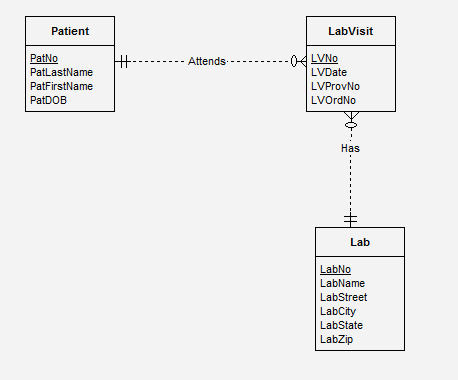 Patient
PatNo
PatLastName
PatFirstName
PatDOB
Attends
LabVisit
LVNo
LVDate
LVProvNo
LVOrdNo
Has
Lab
LabNo
LabName
LabStreet
LabCity
LabState
LabZip